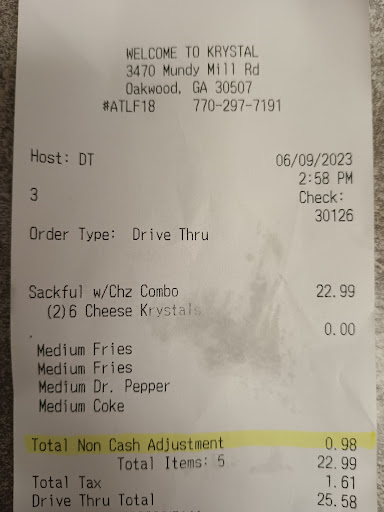 WELCOME TO KRYSTAL
3470 Mundy Mill Rd
Oakwood, GA 30507
#ATLF18 770-297-7191
Host: DT 06/09/2023
2:58 PM
3 Check:
30126
Order Type: Drive Thru
Sackful w/Chz Combo 22.99
(2)6 Cheese Krystals
0.00
Medium Fries
Medium Fries
Medium Dr. Pepper
Medium Coke
Total Non Cash Adjustment 0.98
Total Items: 5 22.99
Total Tax 1.61
Drive Thru Total 25.58